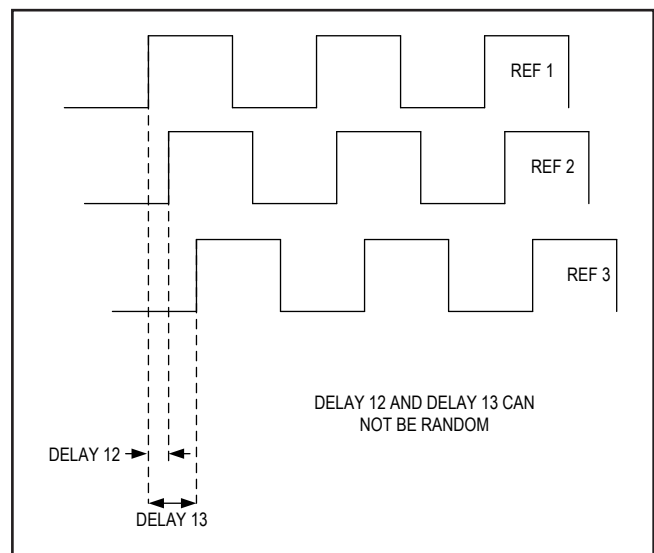 REF 1
REF 2
REF 3
DELAY 12 AND DELAY 13 CAN
NOT BE RANDOM
DELAY 12
DELAY 13